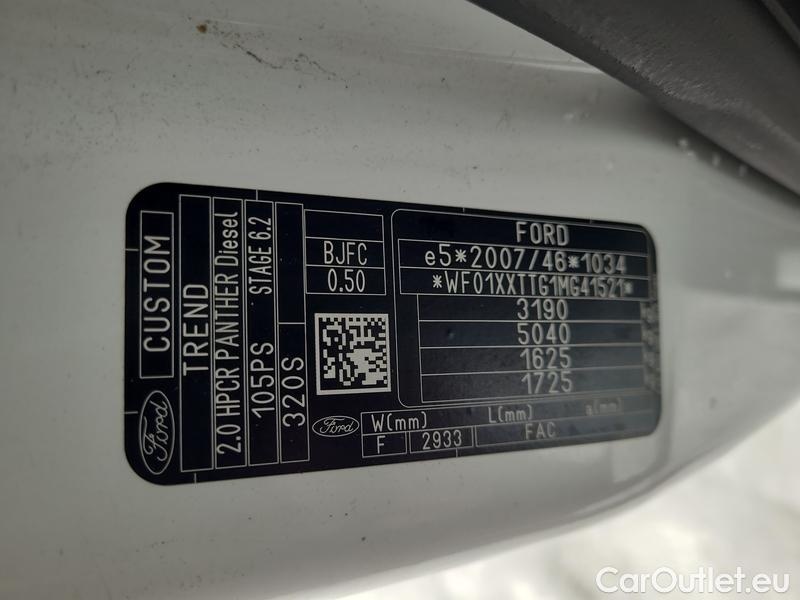 Ford
CUSTOM
TREND
2.0 HPCR PANTHER Diesel
105PS
STAGE 6.2
320S
BJFC
0.50
FORD
e5*2007/46*1034
*WF01XXTTG1MG41521*
3190
5040
1625
1725
Ford
W(mm) L(mm) a(mm)
F 2933 FAC
CarOutlet.eu